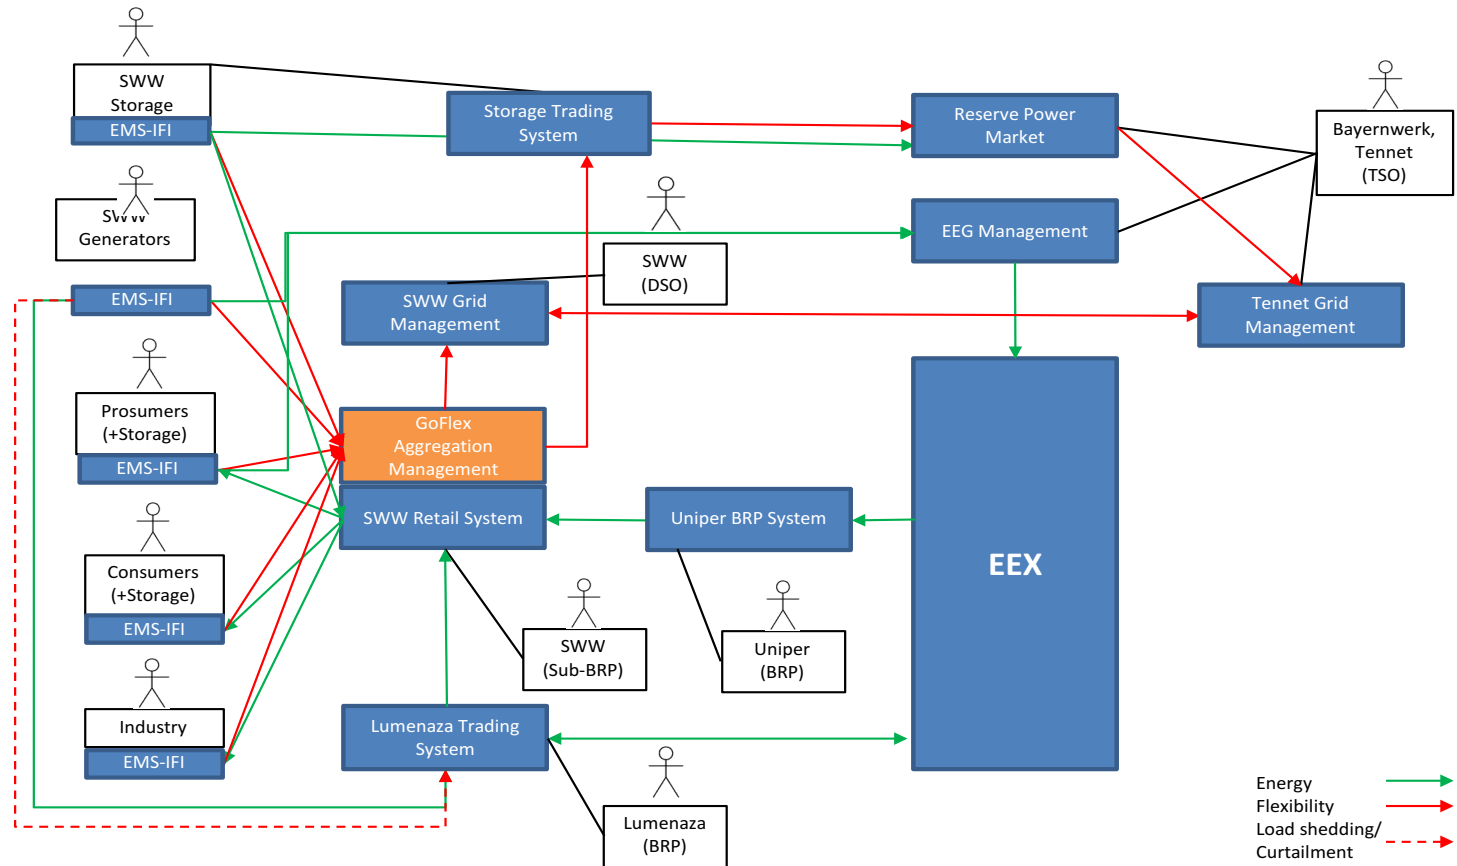 SWW
Storage
EMS-IFI
Storage Trading
System
Reserve Power
Market
Bayernwerk,
Tennet
(TSO)
SWW
Generators
EEG Management
SWW
(DSO)
EMS-IFI
SWW Grid
Management
Tennet Grid
Management
Prosumers
(+Storage)
EMS-IFI
GoFlex
Aggregation
Management
SWW Retail System
Uniper BRP System
EEX
Consumers
(+Storage)
EMS-IFI
SWW
(Sub-BRP)
Uniper
(BRP)
Industry
EMS-IFI
Lumenaza Trading
System
Lumenaza
(BRP)
Energy
Flexibility
Load shedding/
Curtailment